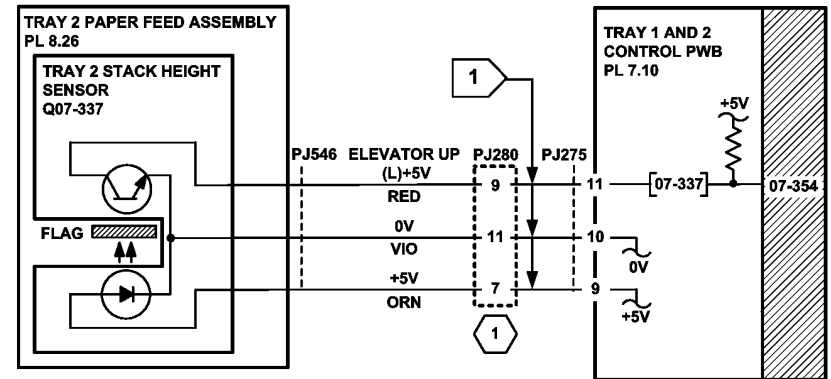 TRAY 2 PAPER FEED ASSEMBLY
PL 8.26
TRAY 2 STACK HEIGHT
SENSOR
Q07-337
FLAG
PJ546
ELEVATOR UP
(L)+5V
RED
0V
VIO
+5V
ORN
PJ280
9
11
7
1
1
PJ275
11
10
9
TRAY 1 AND 2
CONTROL PWB
PL 7.10
+5V
07-337
07-354
0V
+5V